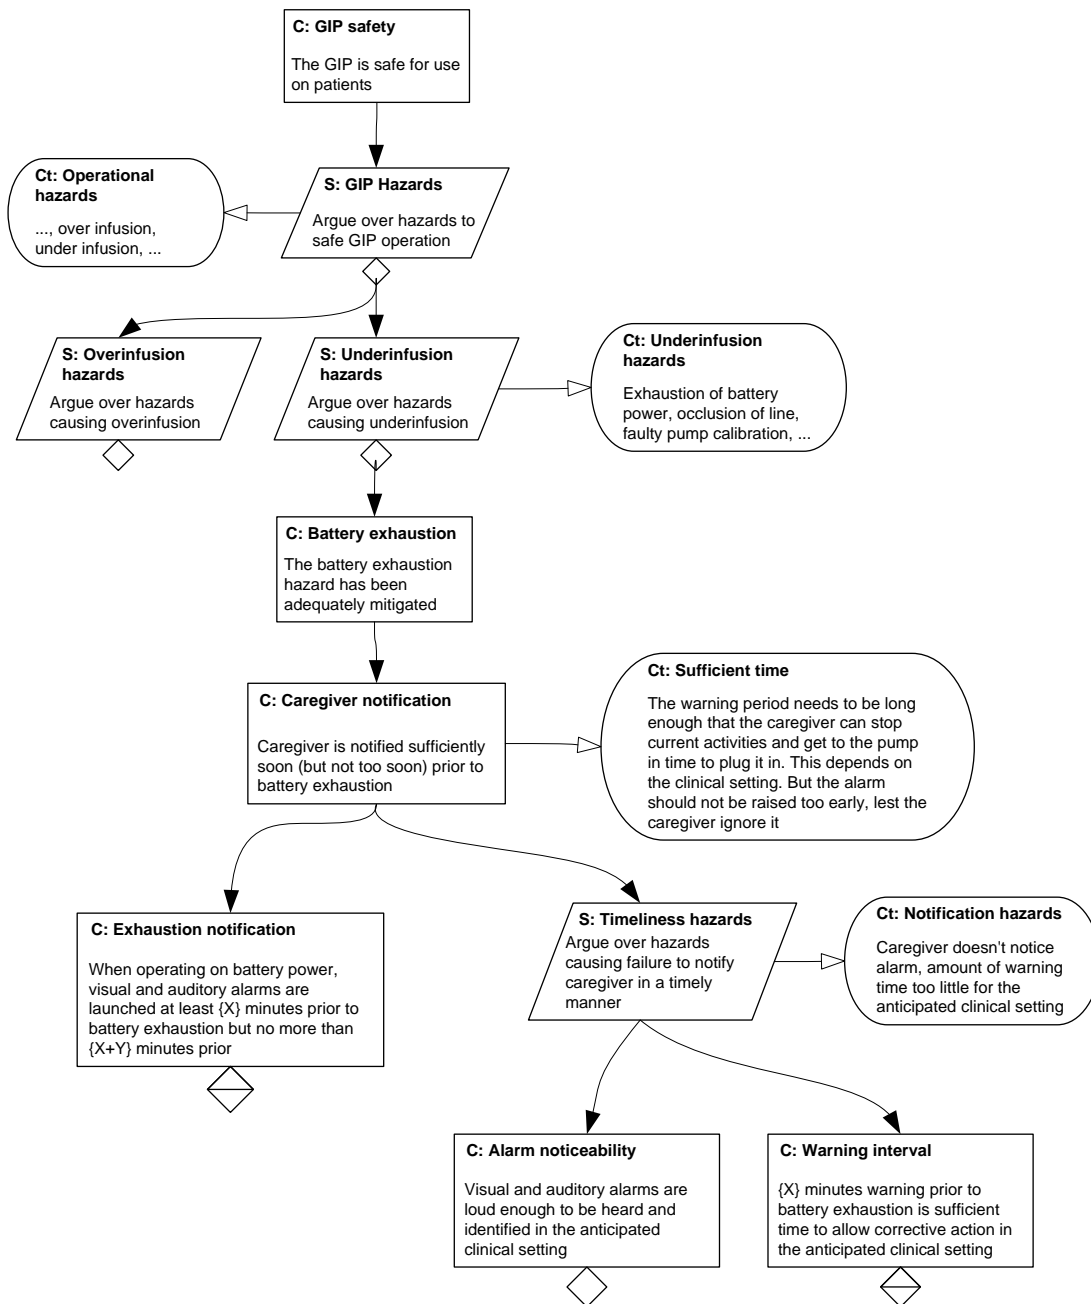 C: GIP safety
The GIP is safe for use
on patients
Ct: Operational
hazards
..., over infusion,
under infusion, ...
S: GIP Hazards
Argue over hazards to
safe GIP operation
S: Overinfusion
hazards
Argue over hazards
causing overinfusion
S: Underinfusion
hazards
Argue over hazards
causing underinfusion
Ct: Underinfusion
hazards
Exhaustion of battery
power, occlusion of line,
faulty pump calibration, ...
C: Battery exhaustion
The battery exhaustion
hazard has been
adequately mitigated
C: Caregiver notification
Caregiver is notified sufficiently
soon (but not too soon) prior to
battery exhaustion
Ct: Sufficient time
The warning period needs to be long
enough that the caregiver can stop
current activities and get to the pump
in time to plug it in. This depends on
the clinical setting. But the alarm
should not be raised too early, lest the
caregiver ignore it
C: Exhaustion notification
When operating on battery power,
visual and auditory alarms are
launched at least {X} minutes prior to
battery exhaustion but no more than
{X+Y} minutes prior
S: Timeliness hazards
Argue over hazards
causing failure to notify
caregiver in a timely
manner
Ct: Notification hazards
Caregiver doesn't notice
alarm, amount of warning
time too little for the
anticipated clinical setting
C: Alarm noticeability
Visual and auditory alarms are
loud enough to be heard and
identified in the anticipated
clinical setting
C: Warning interval
{X} minutes warning prior to
battery exhaustion is sufficient
time to allow corrective action in
the anticipated clinical setting